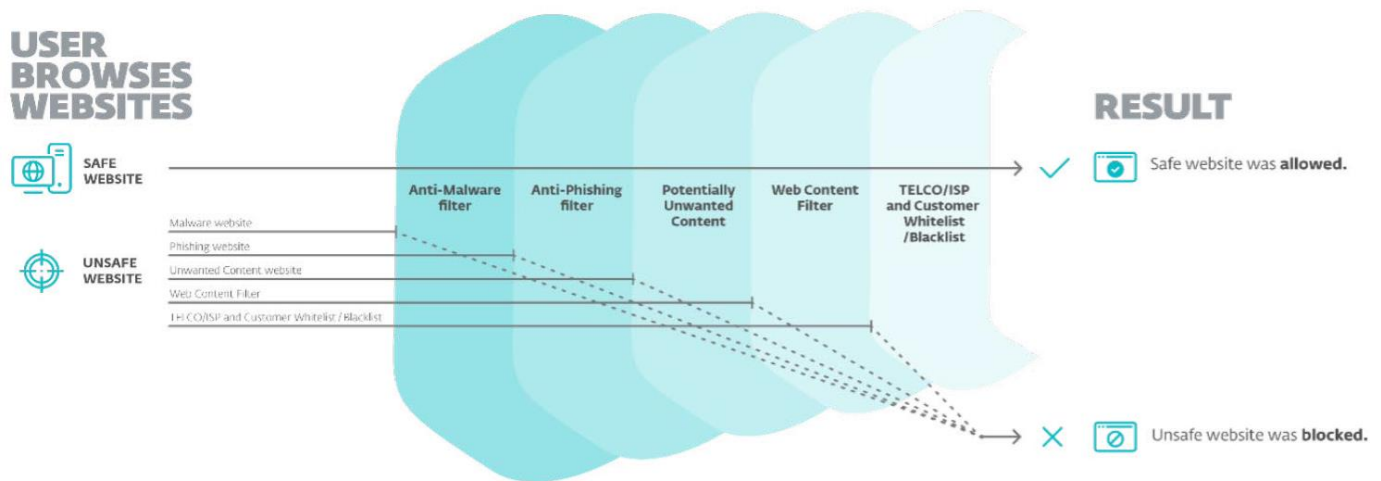 USER
BROWSES
WEBSITES
RESULT
SAFE
WEBSITE
Safe website was allowed.
Anti-Malware
filter
Anti-Phishing
filter
Potentially
Unwanted
Content
Web Content
Filter
TELCO/ISP
and Customer
Whitelist
/Blacklist
UNSAFE
WEBSITE
Malware website
Phishing website
Unwanted Content website
Web Content Filter
TELCO/ISP and Customer Whitelist / Blacklist
Unsafe website was blocked.